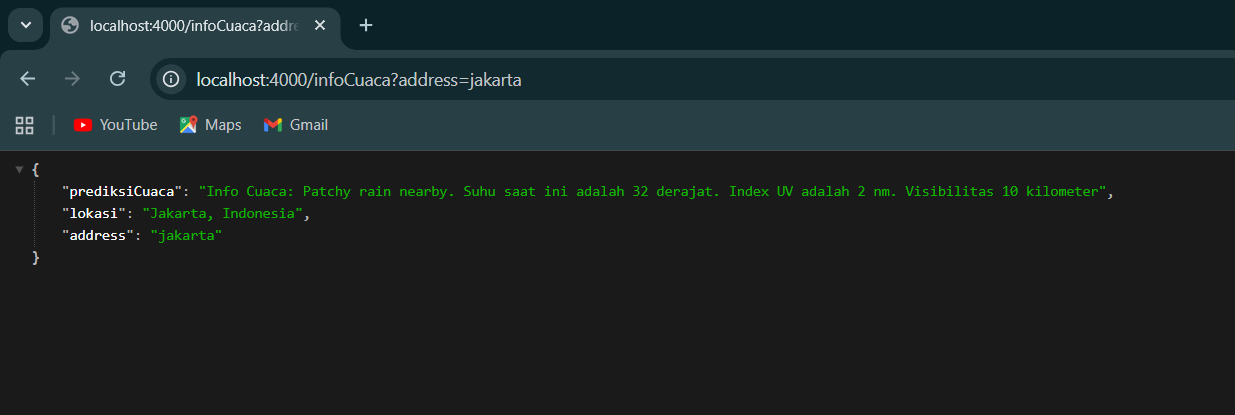 localhost:4000/infoCuaca?addre
localhost:4000/infoCuaca?address=jakarta
YouTube Maps Gmail
{
"prediksiCuaca": "Info Cuaca: Patchy rain nearby. Suhu saat ini adalah 32 derajat. Index UV adalah 2 nm. Visibilitas 10 kilometer",
"lokasi": "Jakarta, Indonesia",
"address": "jakarta"
}